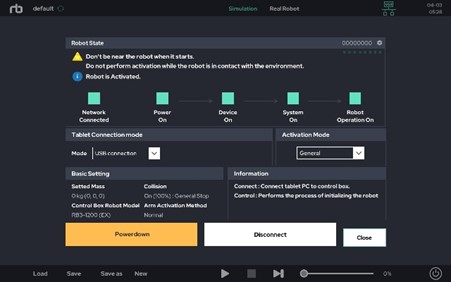 rb default Simulation Real Robot 04-09
05:28
Robot State 00000000
Don't be near the robot when it starts.
Do not perform activation while the robot is in contact with the environment.
Robot is Activated.
Network Connected
Power On
Device On
System On
Robot Operation On
Tablet Connection mode
Mode USB connection
Activation Mode
General
Basic Setting
Setted Mass
0 kg (0, 0, 0)
Collision
On [100%] : General Stop
Control Box Robot Model
RB3-1200 (EX)
Arm Activation Method
Normal
Information
Connect : Connect tablet PC to control box.
Control : Performs the process of initializing the robot
Powerdown Disconnect Close
Load Save Save as New 0%